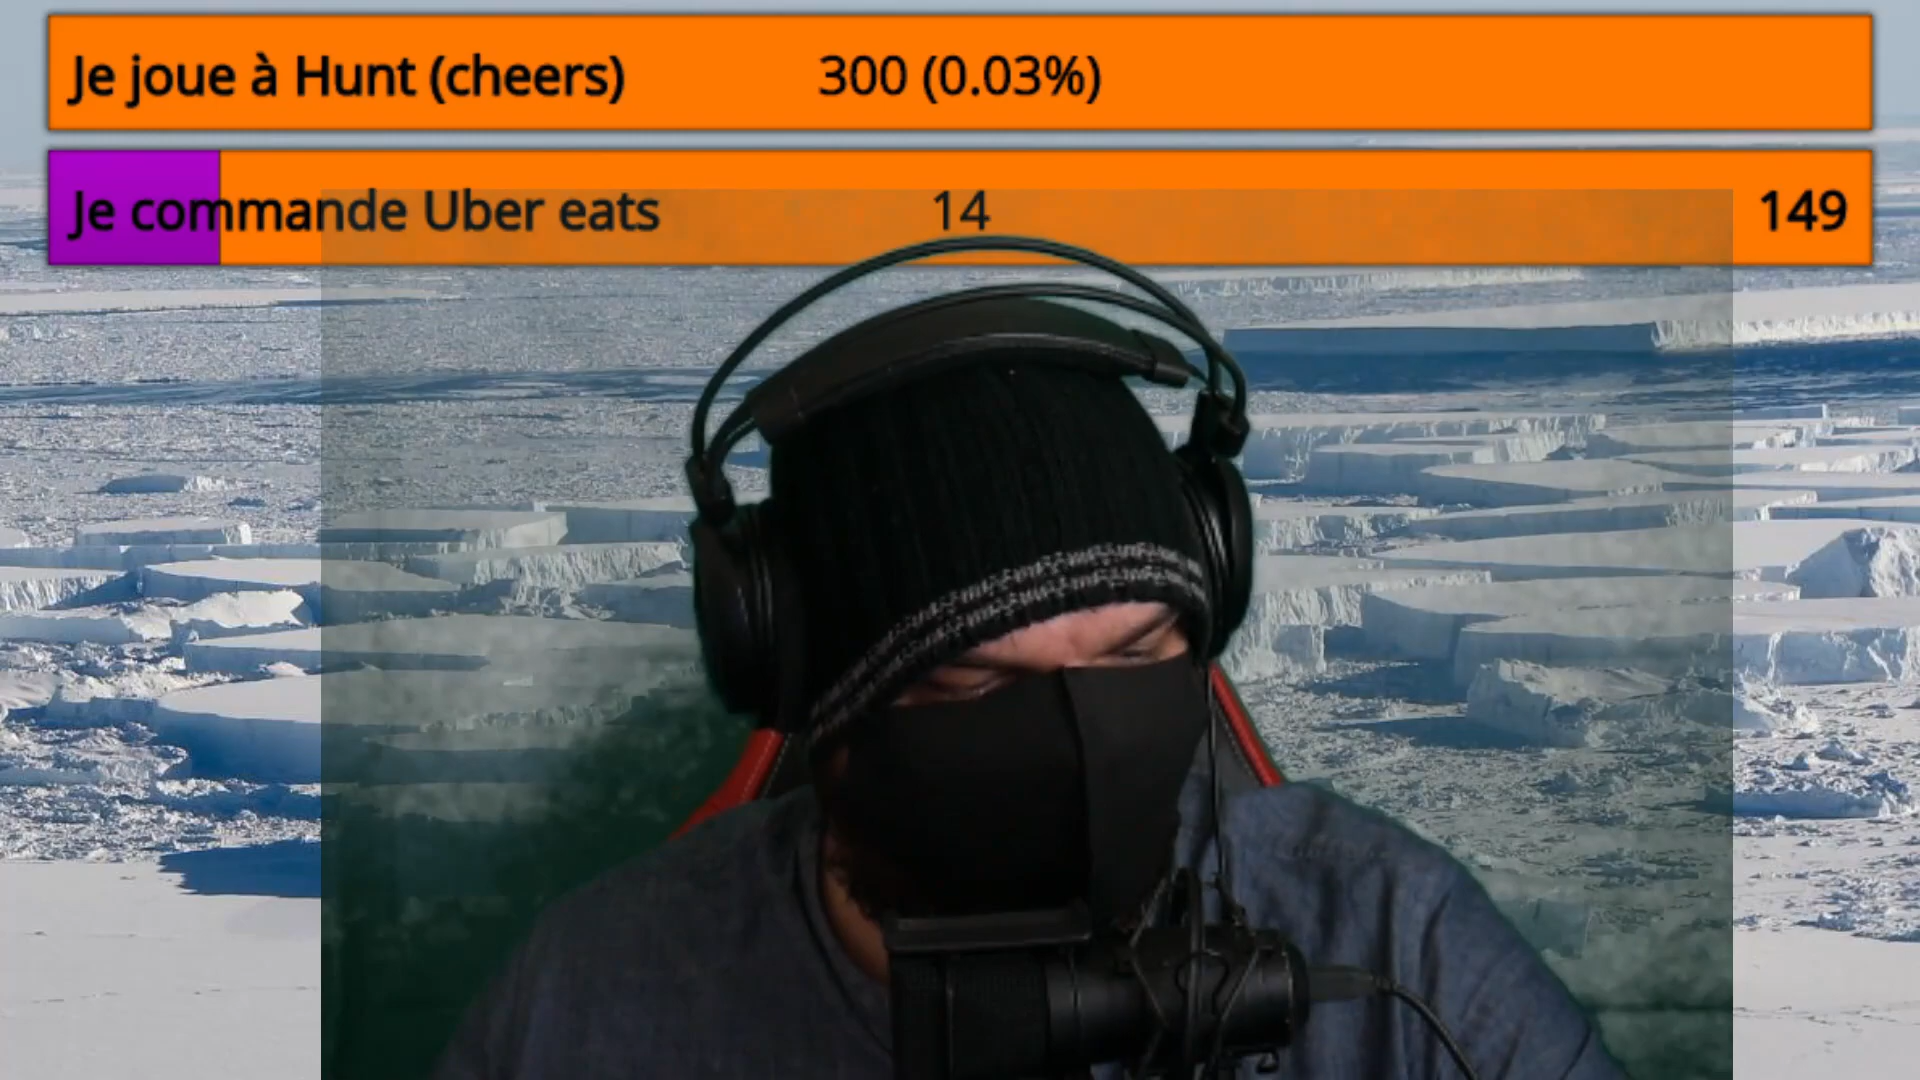 Je joue à Hunt (cheers) 300 (0.03%)
Je commande Uber eats 14 149